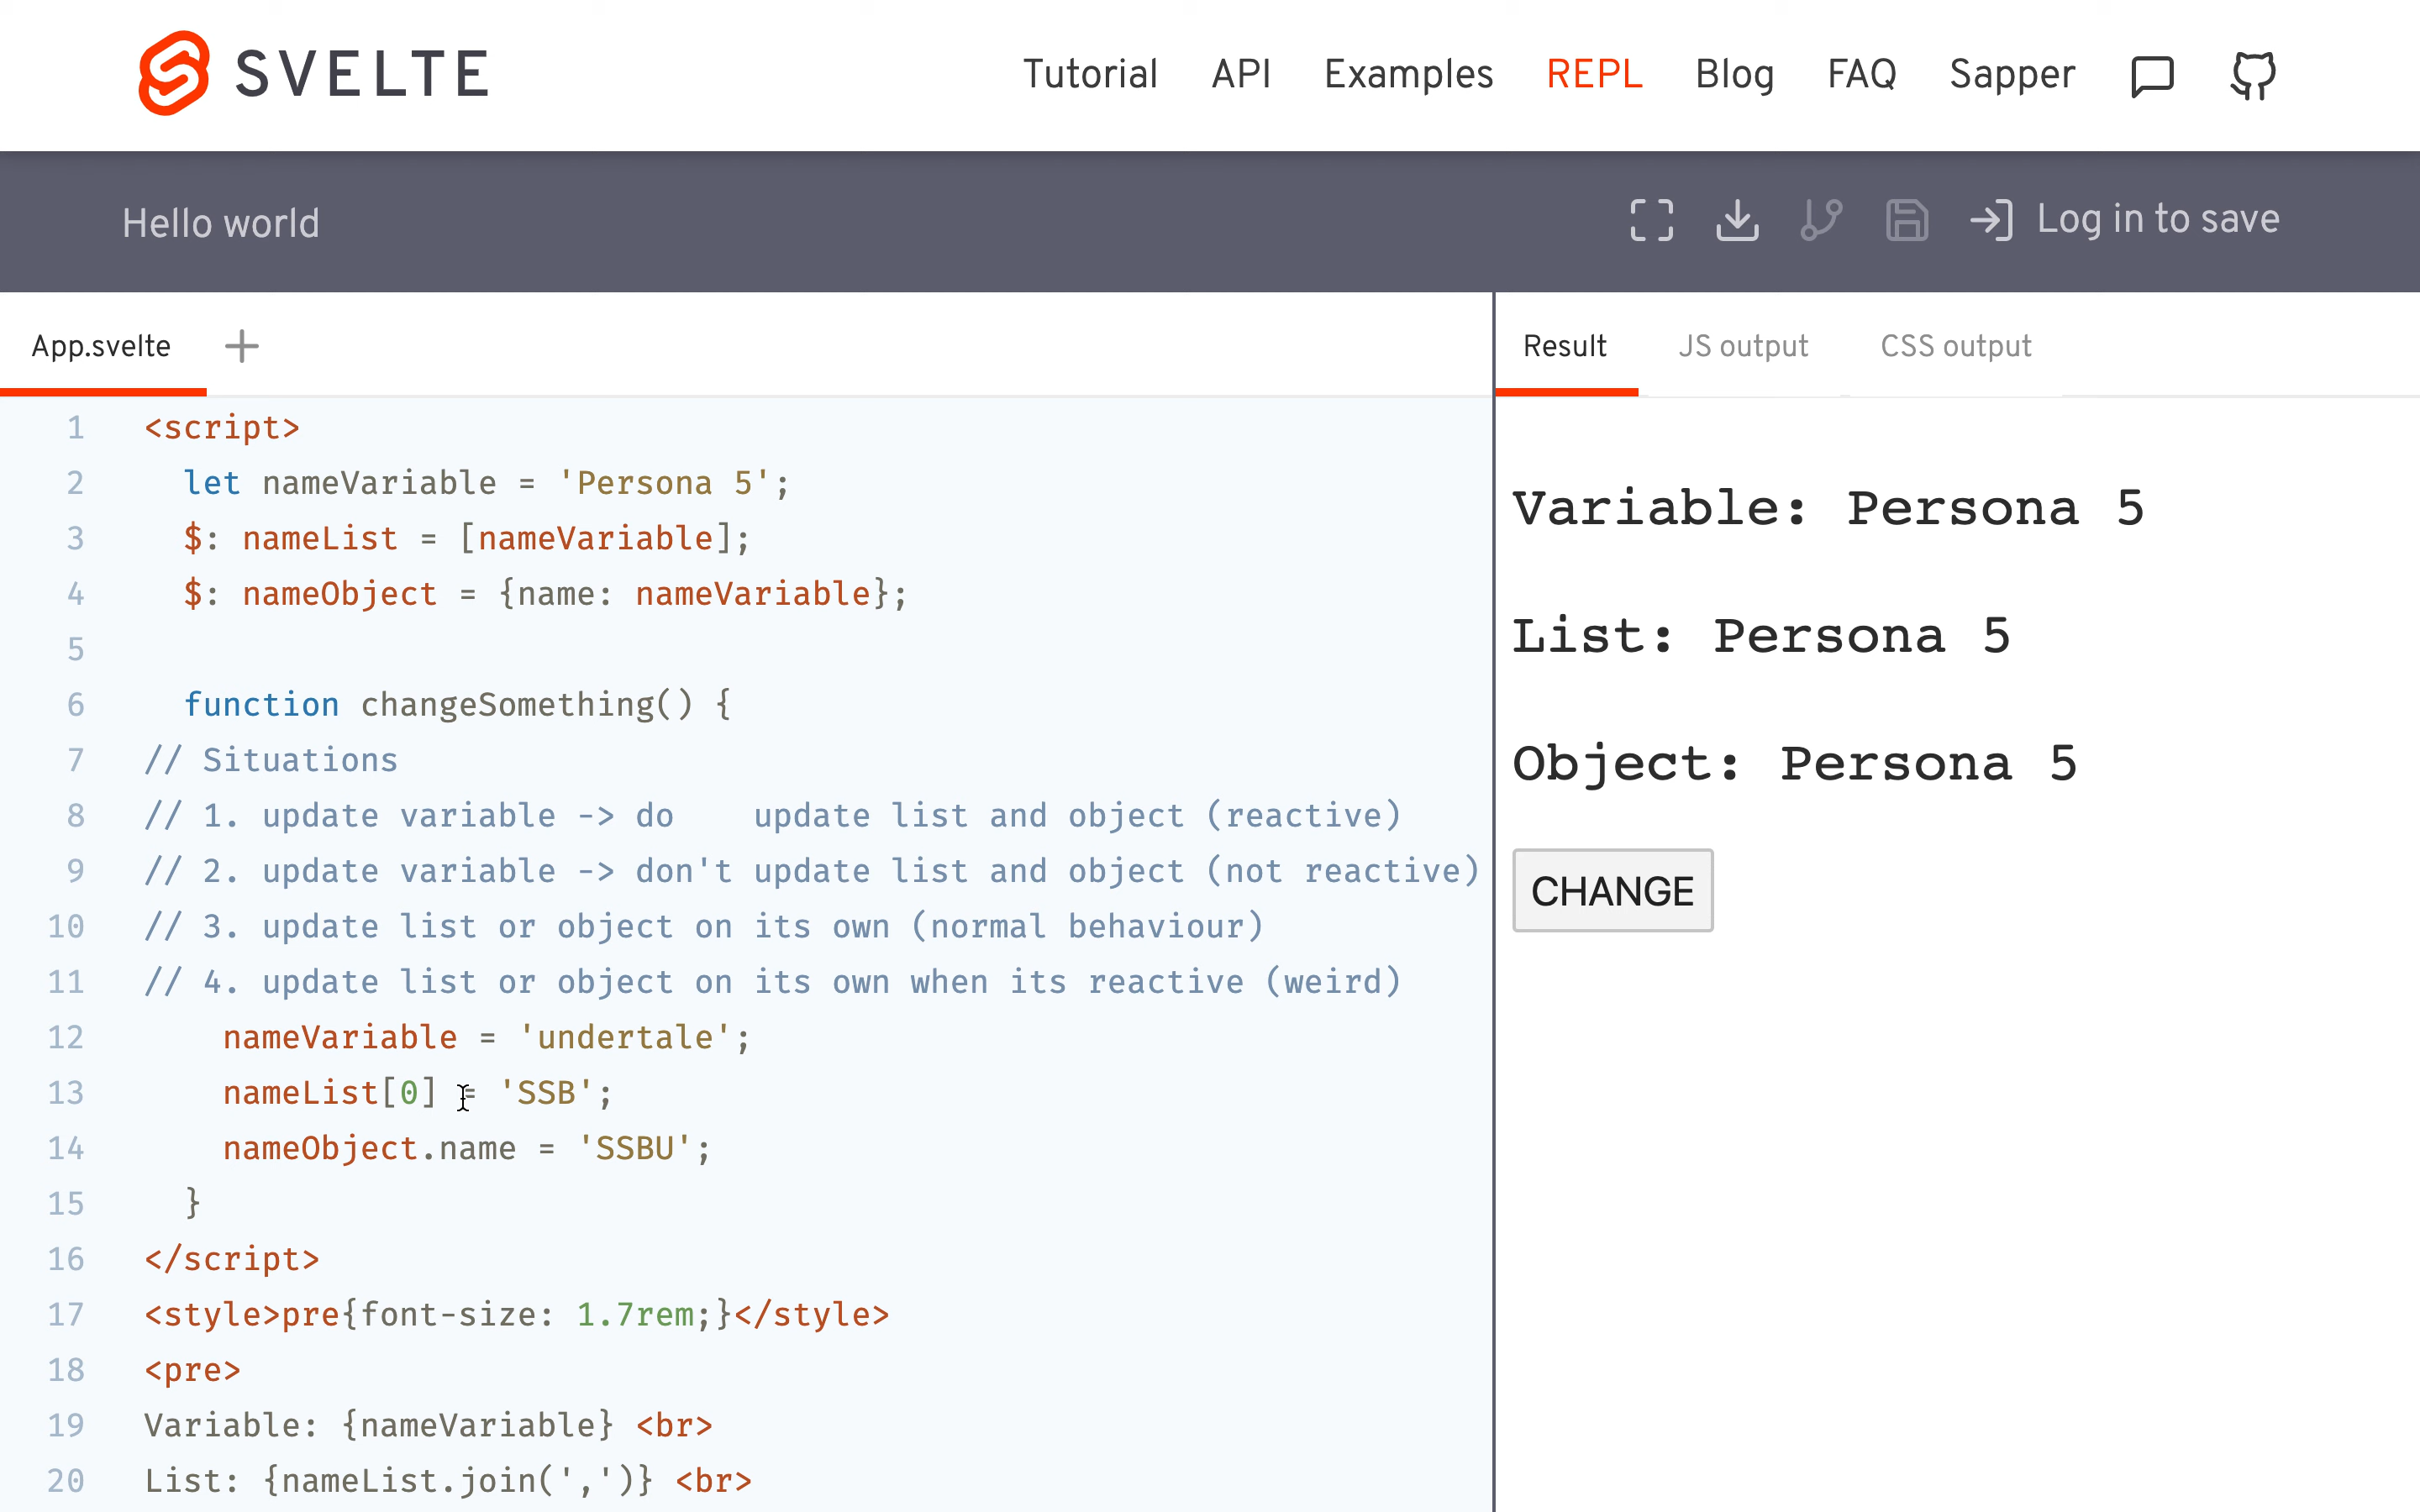 SVELTE Tutorial API Examples REPL Blog FAQ Sapper
Hello world Log in to save
App.svelte + Result JS output CSS output
1 <script>
2 let nameVariable = 'Persona 5';
3 $: nameList = [nameVariable];
4 $: nameObject = {name: nameVariable};
5
6 function changeSomething() {
7 // Situations
8 // 1. update variable -> do    update list and object (reactive)
9 // 2. update variable -> don't update list and object (not reactive)
10 // 3. update list or object on its own (normal behaviour)
11 // 4. update list or object on its own when its reactive (weird)
12 nameVariable = 'undertale';
13 nameList[0] = 'SSB';
14 nameObject.name = 'SSBU';
15 }
16 </script>
17 <style>pre{font-size: 1.7rem;}</style>
18 <pre>
19 Variable: {nameVariable} <br>
20 List: {nameList.join(',')} <br>
Variable: Persona 5
List: Persona 5
Object: Persona 5
CHANGE